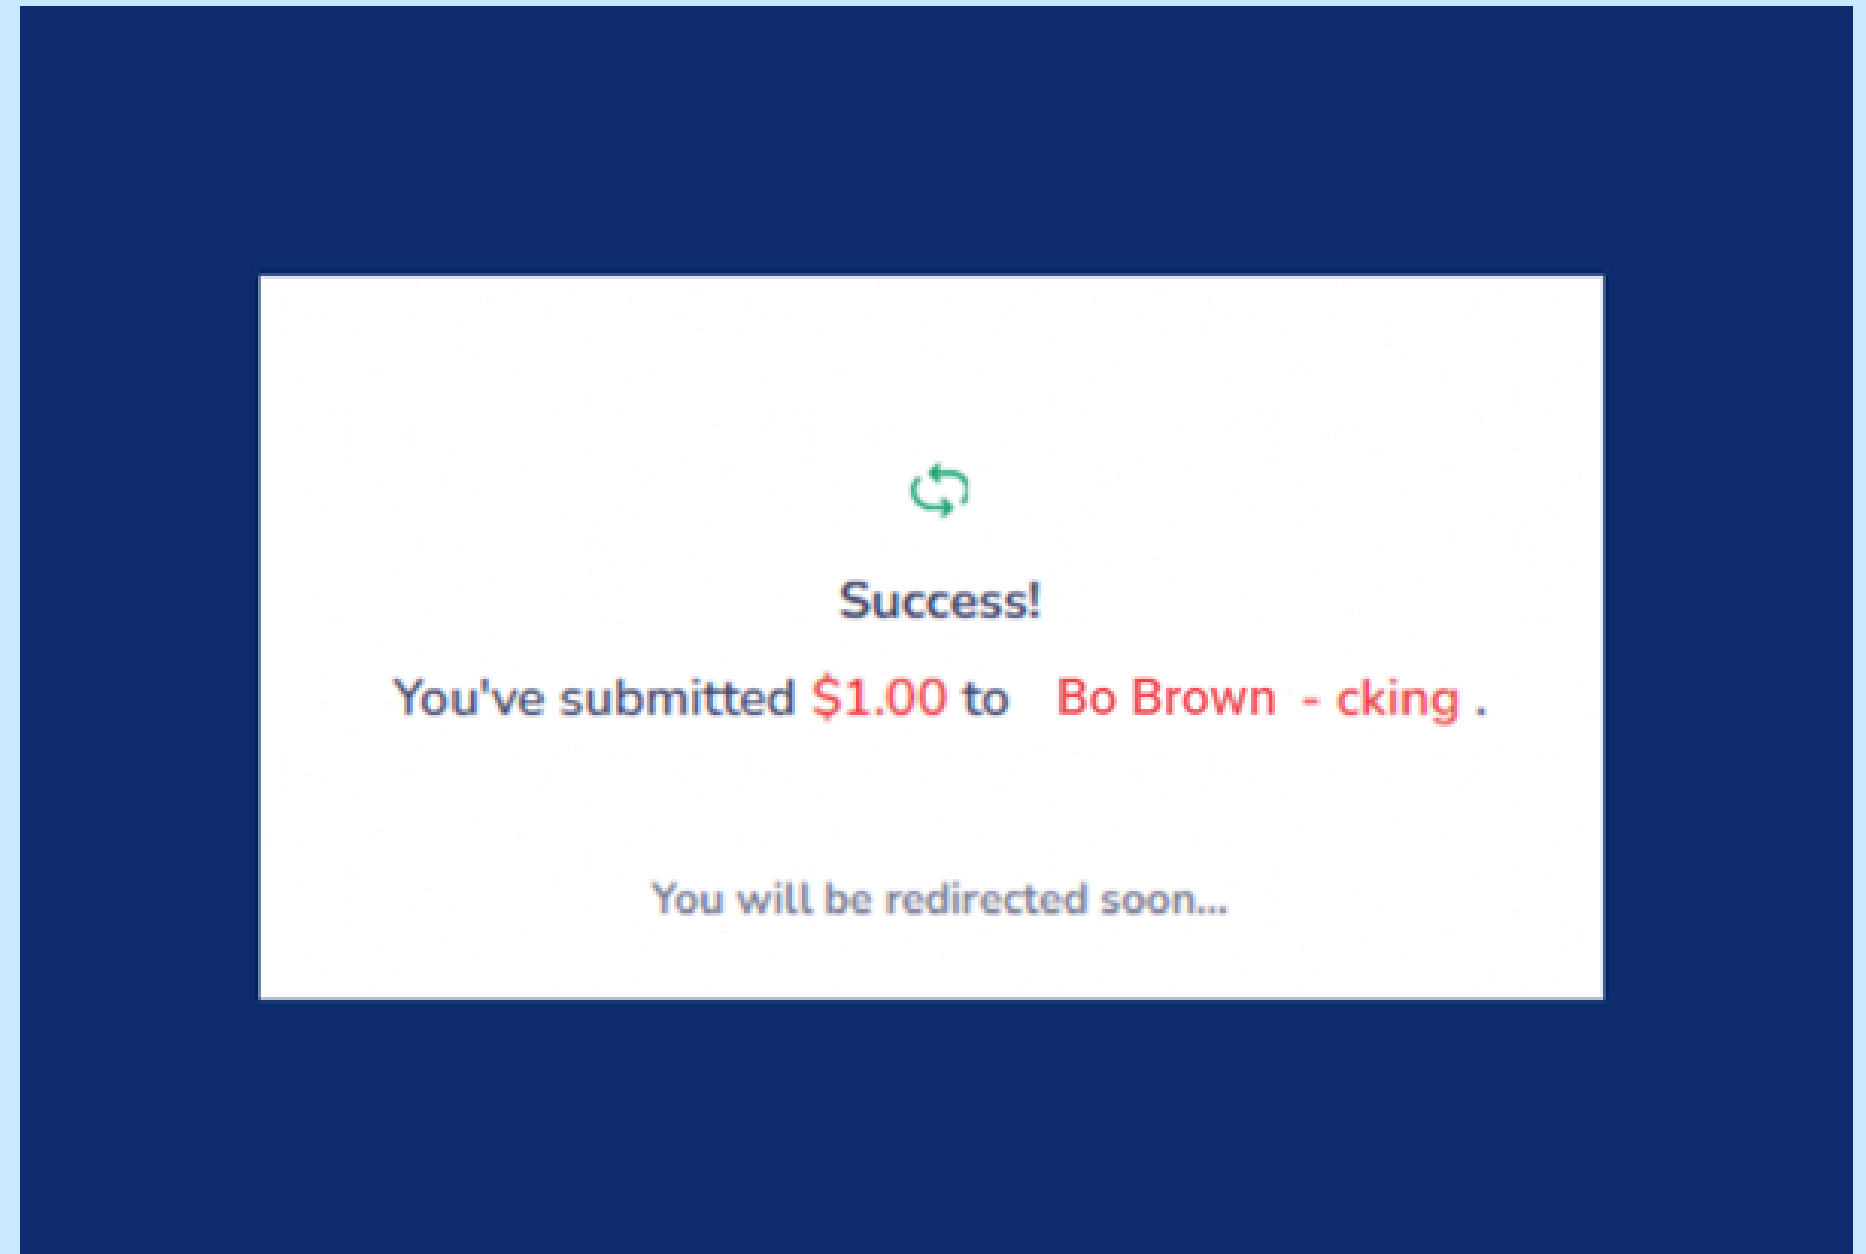 Success!
You've submitted $1.00 to Bo Brown - cking .
You will be redirected soon...